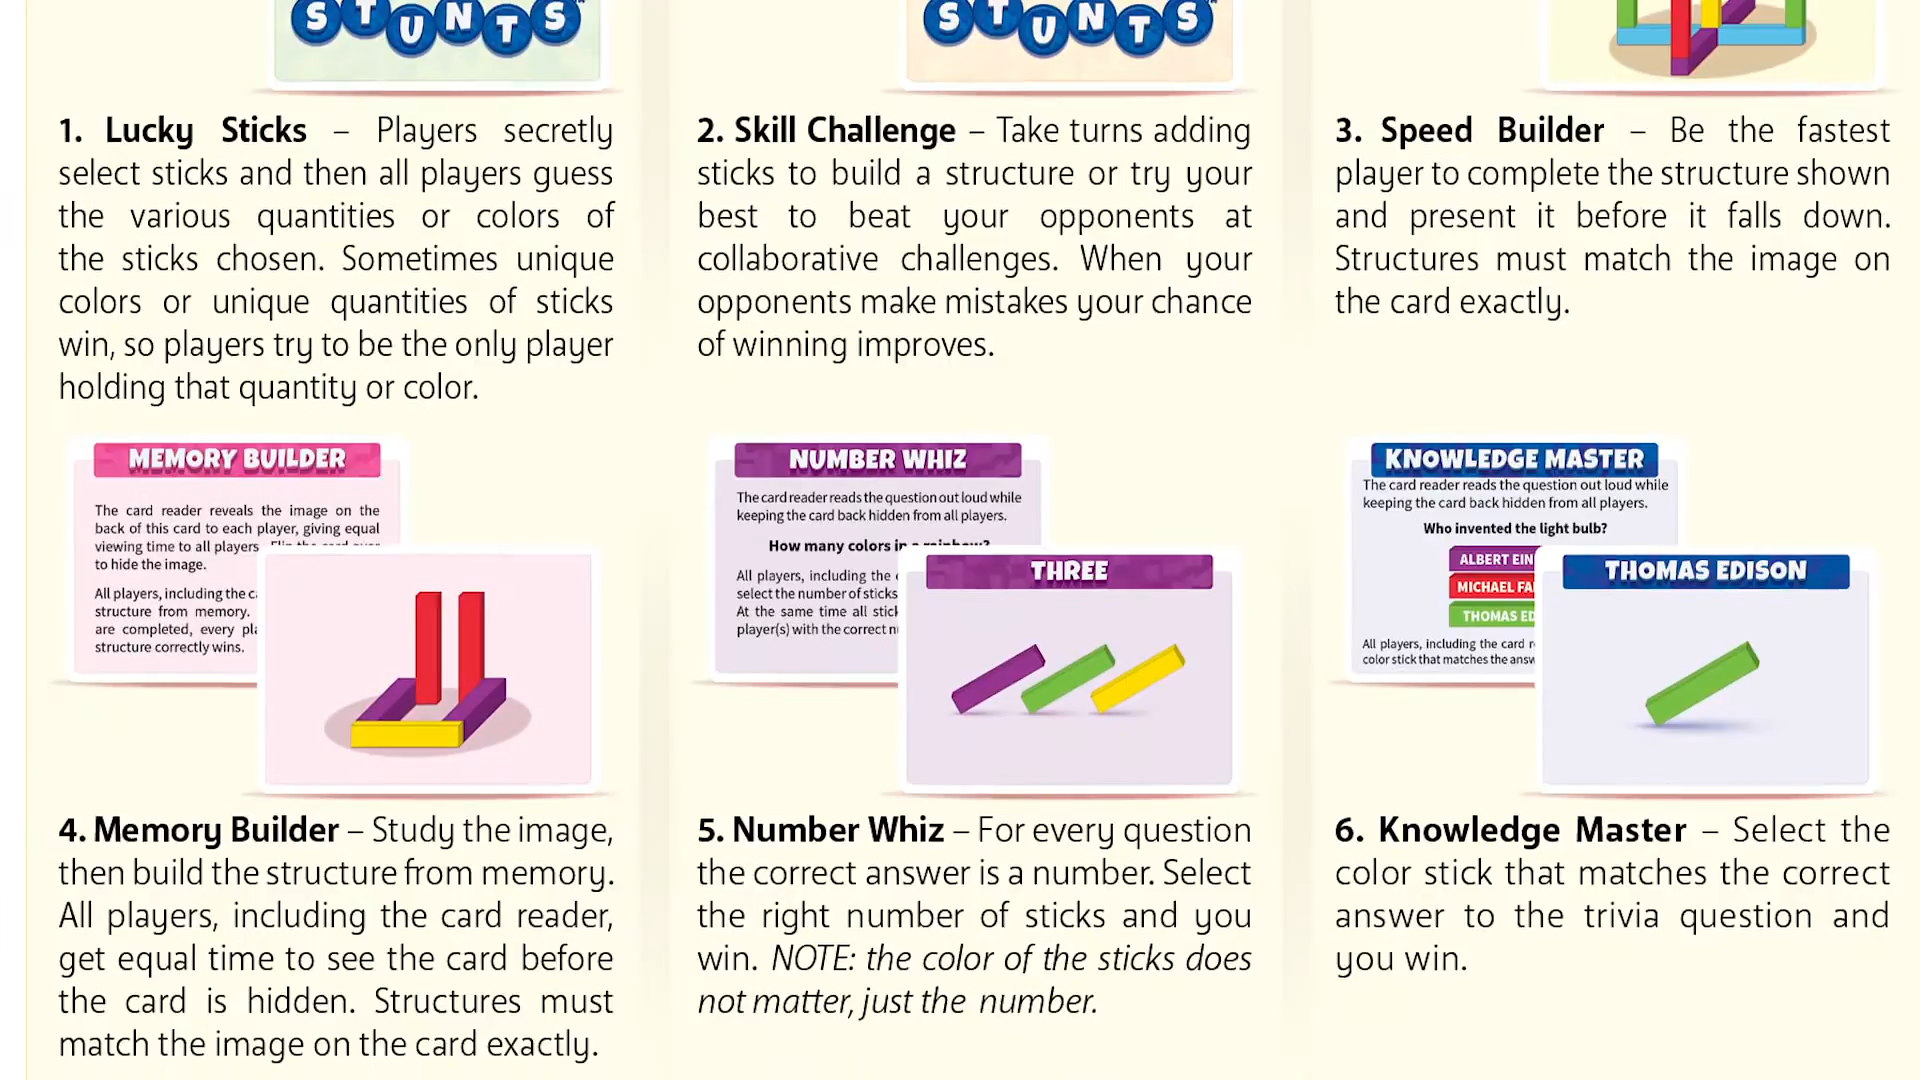 STUNTS
STUNTS
1. Lucky Sticks – Players secretly
select sticks and then all players guess
the various quantities or colors of
the sticks chosen. Sometimes unique
colors or unique quantities of sticks
win, so players try to be the only player
holding that quantity or color.
2. Skill Challenge – Take turns adding
sticks to build a structure or try your
best to beat your opponents at
collaborative challenges. When your
opponents make mistakes your chance
of winning improves.
3. Speed Builder – Be the fastest
player to complete the structure shown
and present it before it falls down.
Structures must match the image on
the card exactly.
MEMORY BUILDER
The card reader reveals the image on the
back of this card to each player, giving equal
viewing time to all players
to hide the image.
All players, including the
structure from memory.
are completed, every
structure correctly wins.
NUMBER WHIZ
The card reader reads the question out loud while
keeping the card back hidden from all players.
How many colors in a rainbow?
All players, including the
select the number of sticks
At the same time all
player(s) with the correct
THREE
KNOWLEDGE MASTER
The card reader reads the question out loud while
keeping the card back hidden from all players.
Who invented the light bulb?
ALBERT EIN
MICHAEL FA
THOMAS ED
All players, including the card
color stick that matches the
THOMAS EDISON
4. Memory Builder – Study the image,
then build the structure from memory.
All players, including the card reader,
get equal time to see the card before
the card is hidden. Structures must
match the image on the card exactly.
5. Number Whiz – For every question
the correct answer is a number. Select
the right number of sticks and you
win. NOTE: the color of the sticks does
not matter, just the number.
6. Knowledge Master – Select the
color stick that matches the correct
answer to the trivia question and
you win.